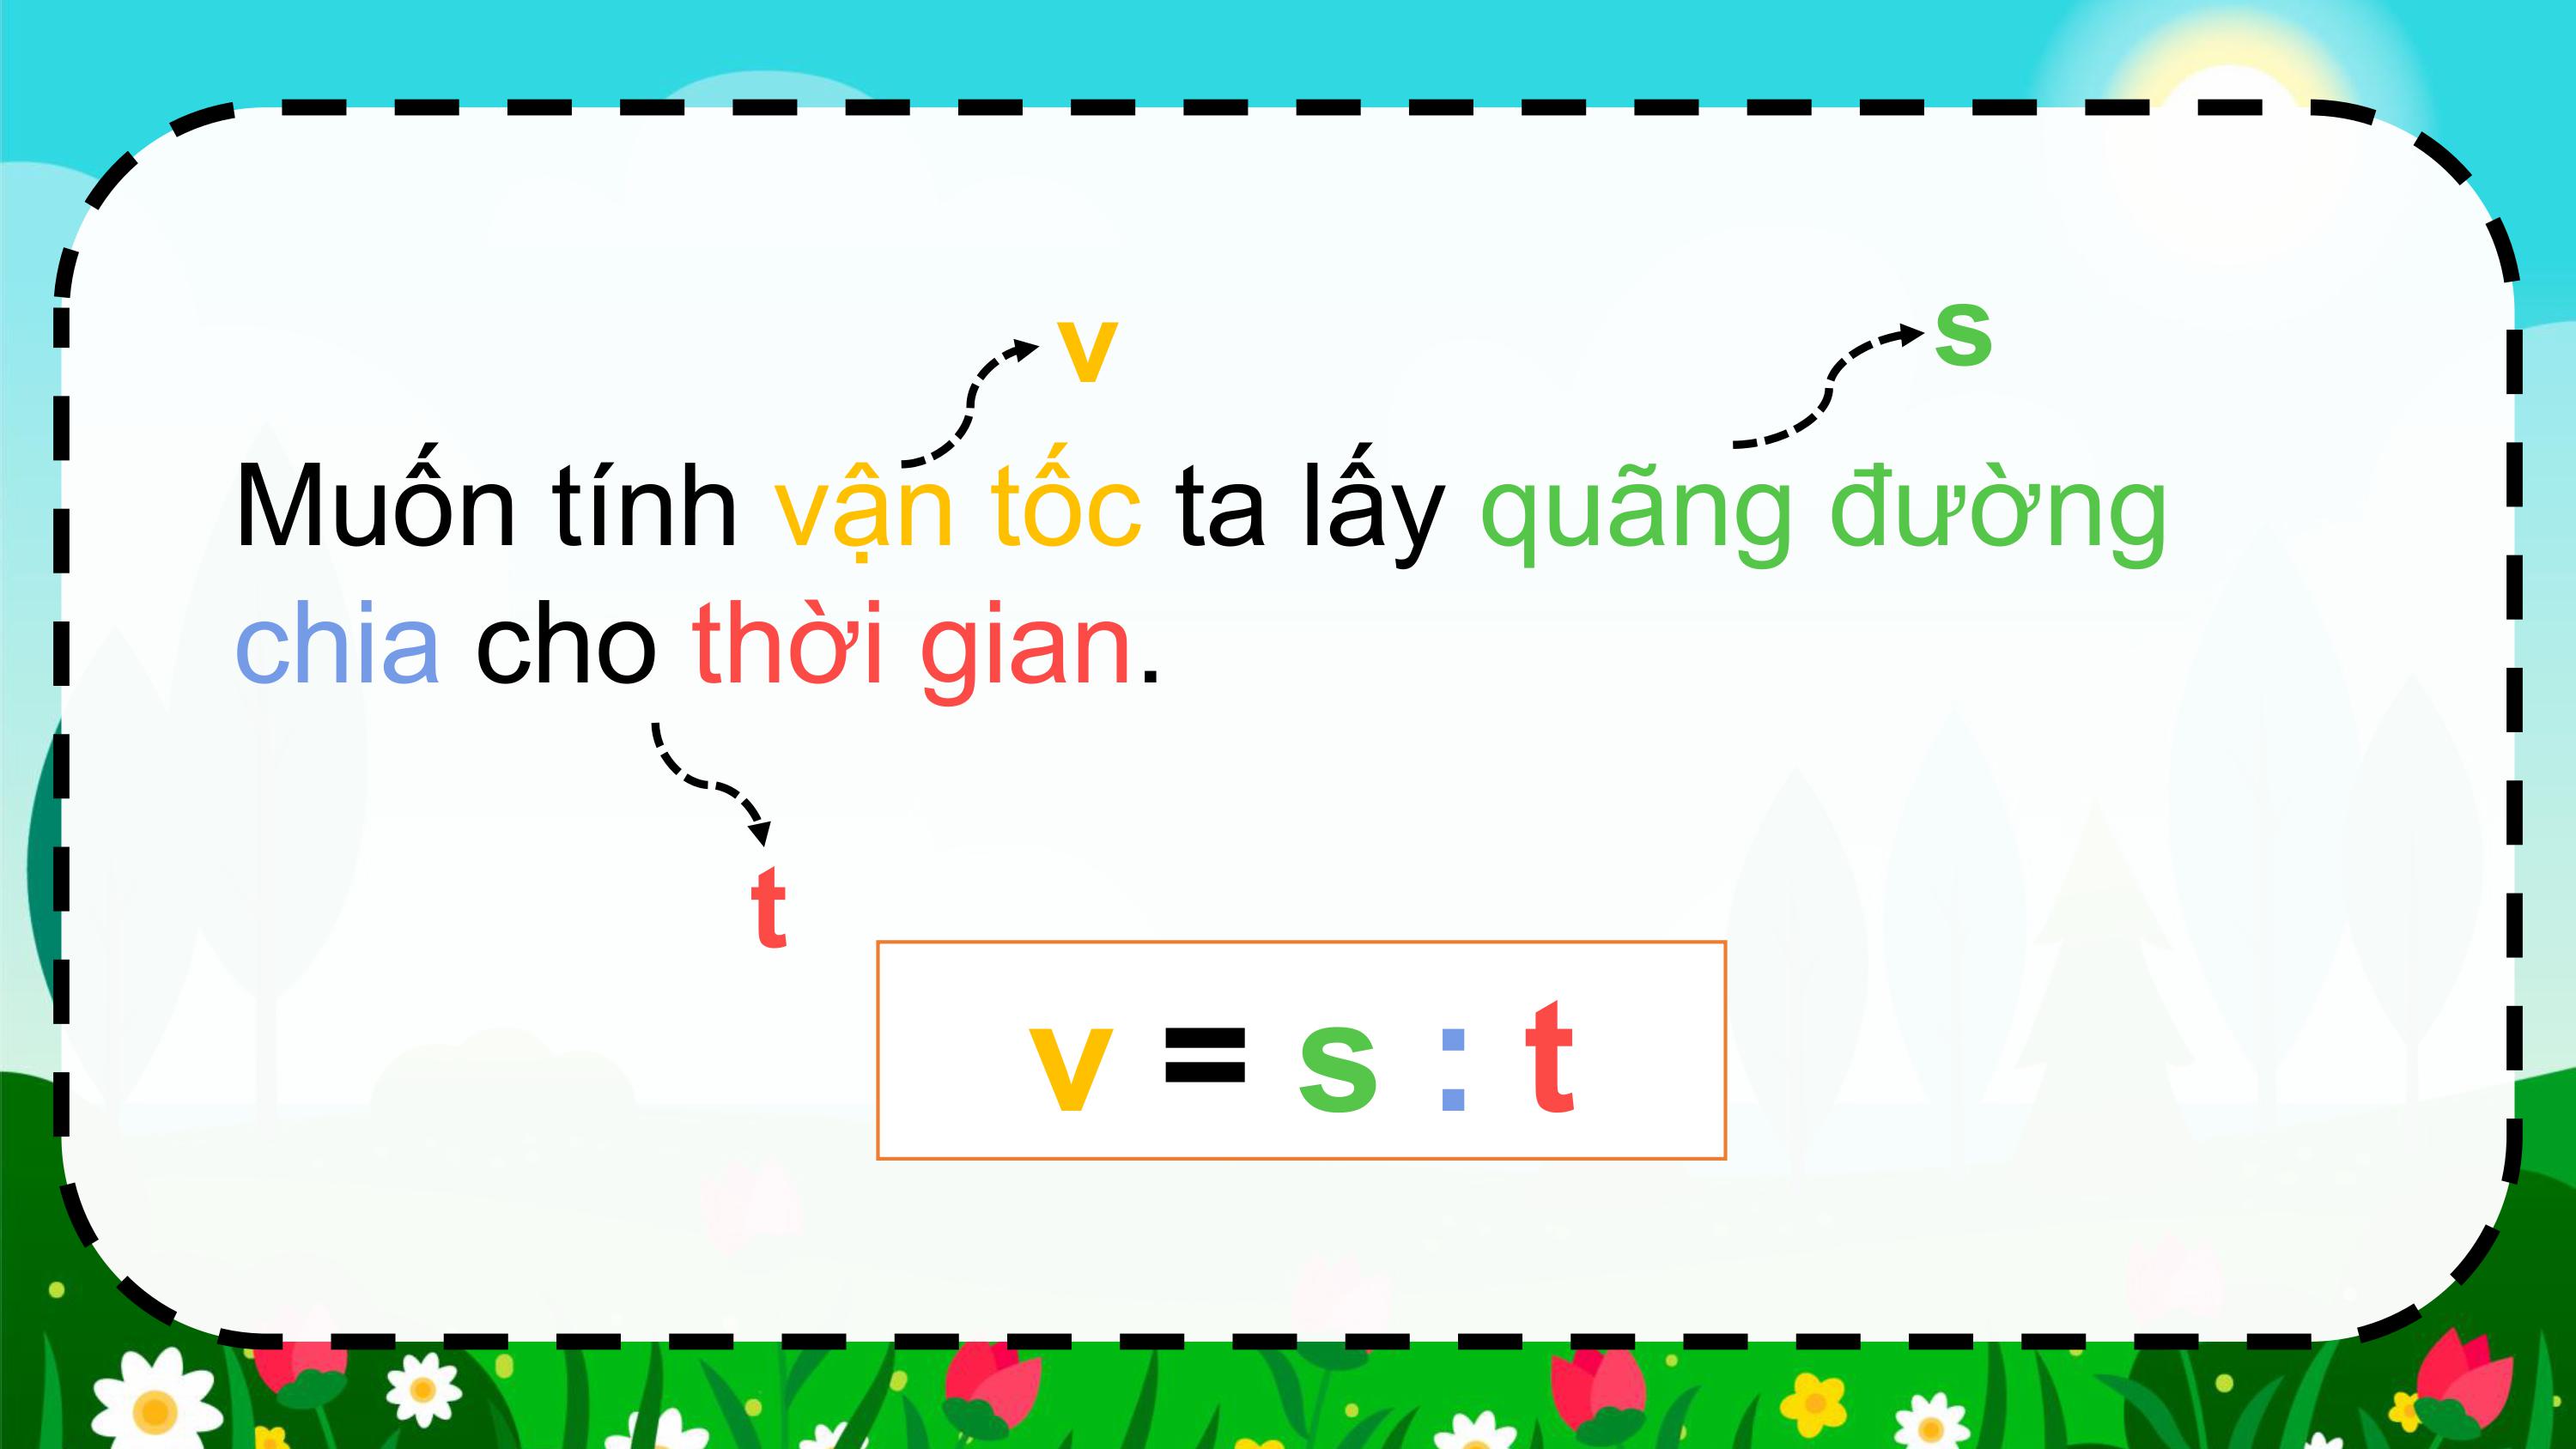 v
s
Muốn tính vận tốc ta lấy quãng đường
chia cho thời gian.
t
v = s : t